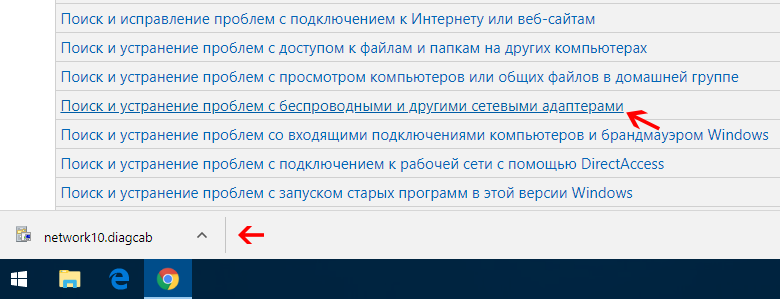 Поиск и исправление проблем с подключением к Интернету или веб-сайтам
Поиск и устранение проблем с доступом к файлам и папкам на других компьютерах
Поиск и устранение проблем с просмотром компьютеров или общих файлов в домашней группе
Поиск и устранение проблем с беспроводными и другими сетевыми адаптерами
Поиск и устранение проблем со входящими подключениями компьютеров и брандмауэром Windows
Поиск и устранение проблем с подключением к рабочей сети с помощью DirectAccess
Поиск и устранение проблем с запуском старых программ в этой версии Windows
network10.diagcab